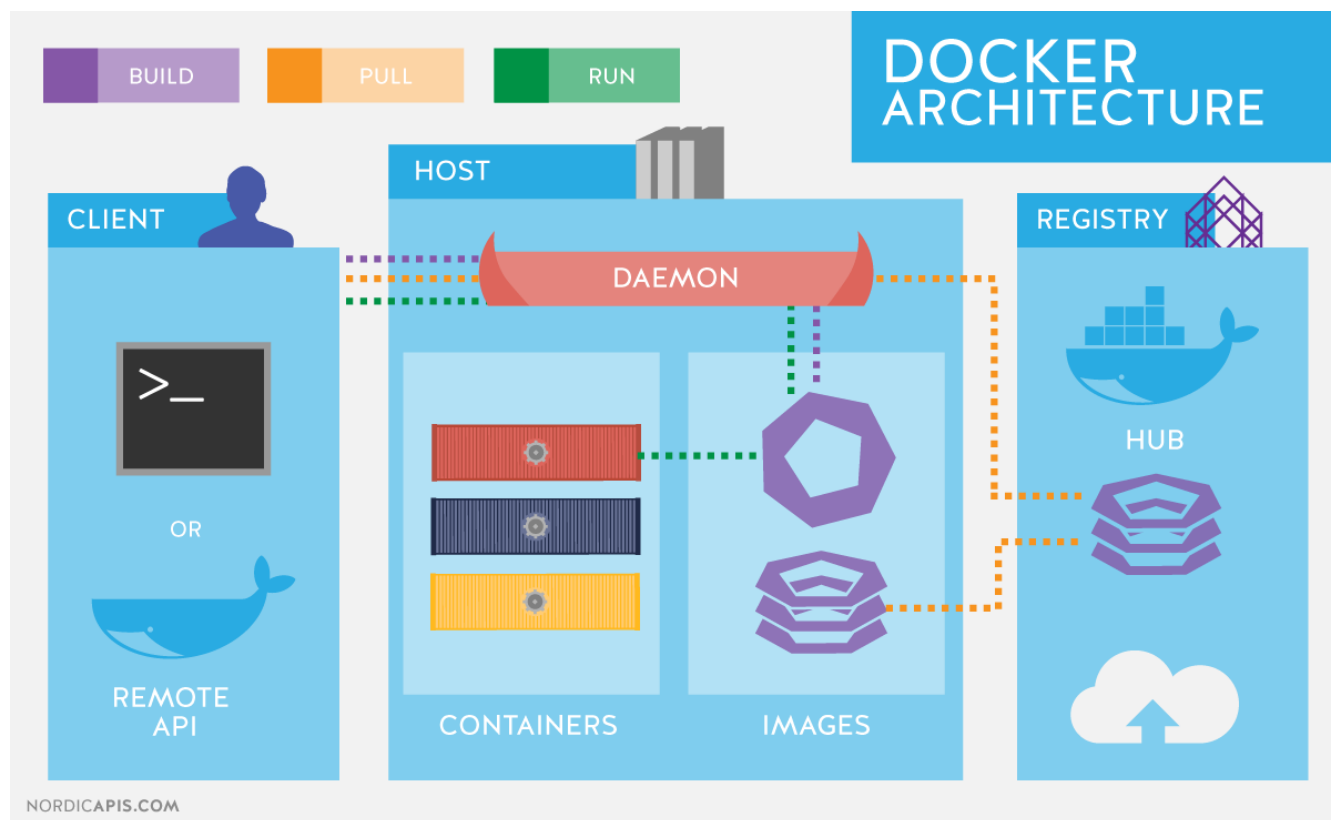 BUILD
PULL
RUN
DOCKER
ARCHITECTURE
HOST
CLIENT
REGISTRY
DAEMON
>_
HUB
OR
REMOTE
API
CONTAINERS
IMAGES
NORDICAPIS.COM